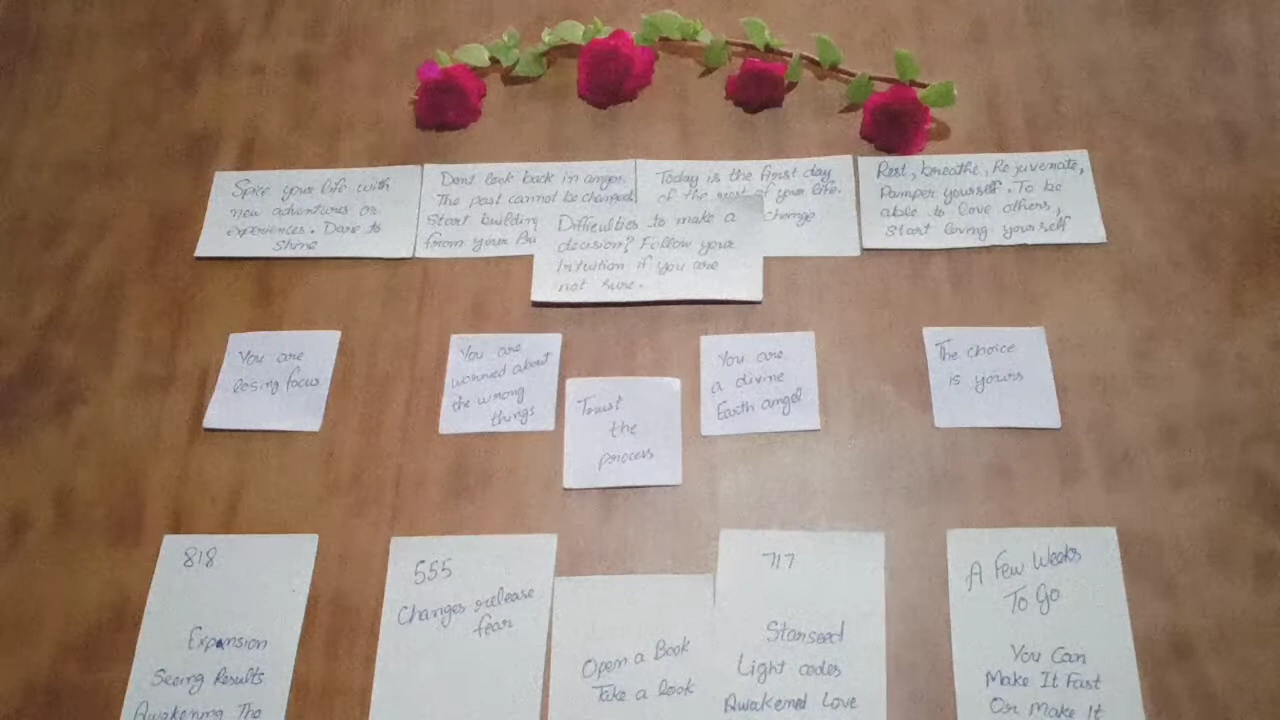 Spice your life with
new adventures or
experiences. Dare to
shine
Dont look back in anger.
The past cannot be changed
Start building
from your
Today is the first day
of the rest of your life.
change
Difficulties to make a
decision? Follow your
Intuition if you are
not sure.
Rest, breathe, Rejuvenate,
Pamper yourself. To be
able to love others,
start loving yourself
You are
losing focus
You are
worried about
the wrong
things
Trust
the
process
You are
a divine
Earth angel
The choice
is yours
818
Expansion
Seeing Results
Awakening The
555
Changes release
fear
Open a Book
Take a look
717
Starseed
Light codes
Awakened Love
A Few Weeks
To Go
You Can
Make It Fast
Or Make It